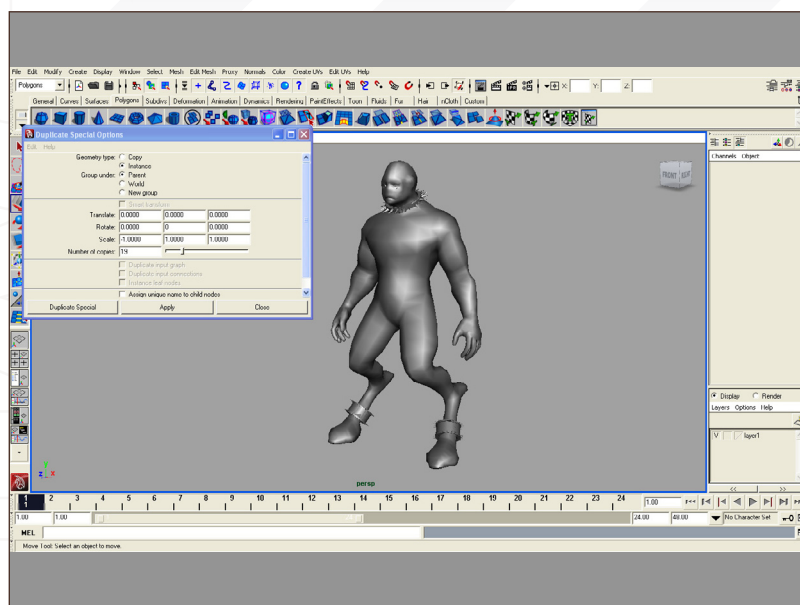 File Edit Modify Create Display Window Select Mesh Edit Mesh Proxy Normals Color Create UVs Edit UVs Help
Polygons X: Y: Z:
General Curves Surfaces Polygons Subdivs Deformation Animation Dynamics Rendering PaintEffects Toon Fluids Fur Hair nCloth Custom
Duplicate Special Options
Edit Help
Geometry type: Copy
Instance
Group under: Parent
World
New group
Smart transform
Translate: 0.0000 0.0000 0.0000
Rotate: 0.0000 0 0.0000
Scale: -1.0000 1.0000 1.0000
Number of copies: 19
Duplicate input graph
Duplicate input connections
Instance leaf nodes
Assign unique name to child nodes
Duplicate Special Apply Close
FRONT
Channels Object
Display Render
Layers Options Help
V layer1
y
z x
persp
1 2 3 4 5 6 7 8 9 10 11 12 13 14 15 16 17 18 19 20 21 22 23 24 1.00
1
1.00 1.00 24.00 48.00 No Character Set
MEL
Move Tool: Select an object to move.